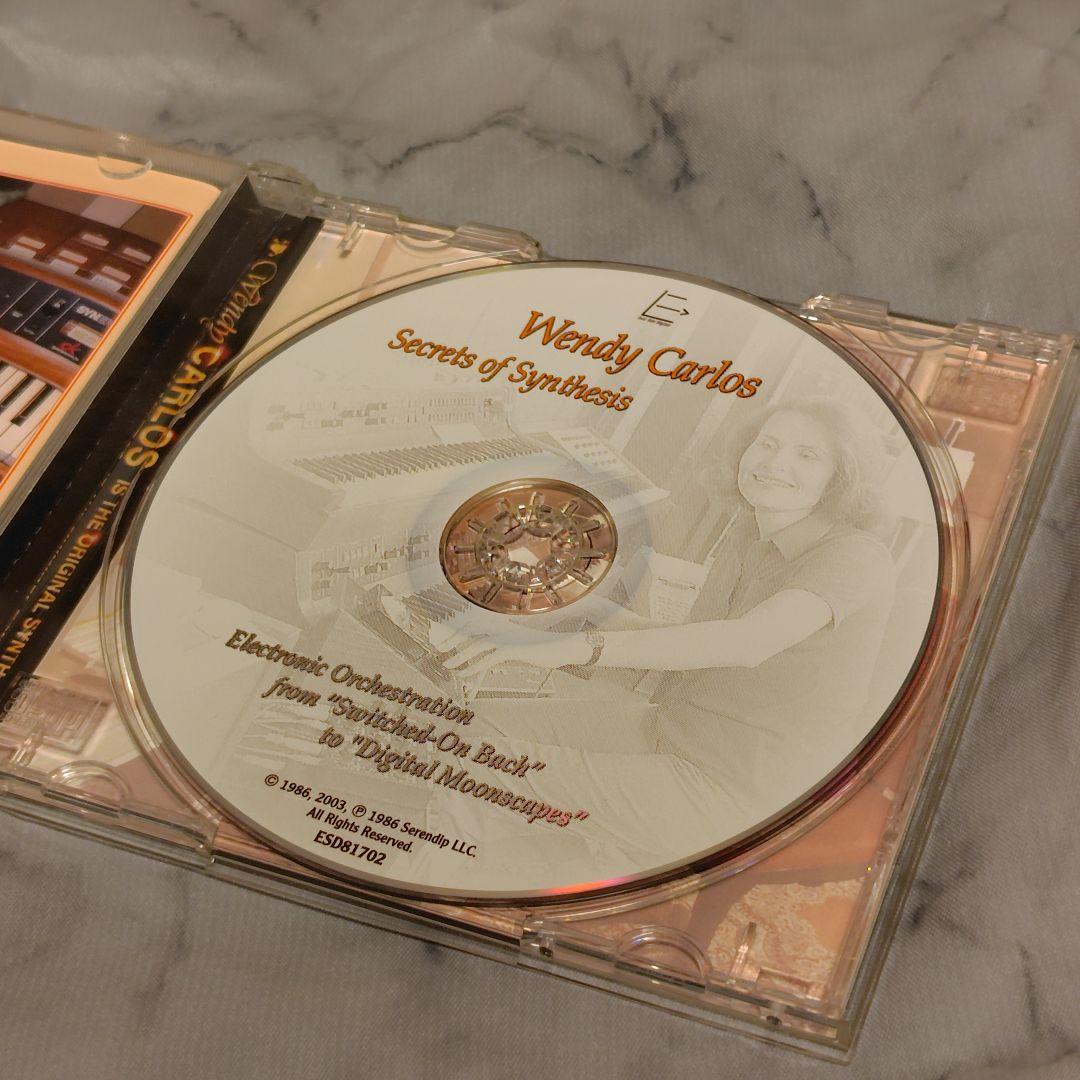 Wendy Carlos
Secrets of Synthesis
Electronic Orchestration
from "Switched-On Bach"
to "Digital Moonscapes"
© 1986, 2003, ℗ 1986 Serendip LLC.
All Rights Reserved.
ESD81702
Wendy CARLOS IS THE ORIGINAL SYNTH